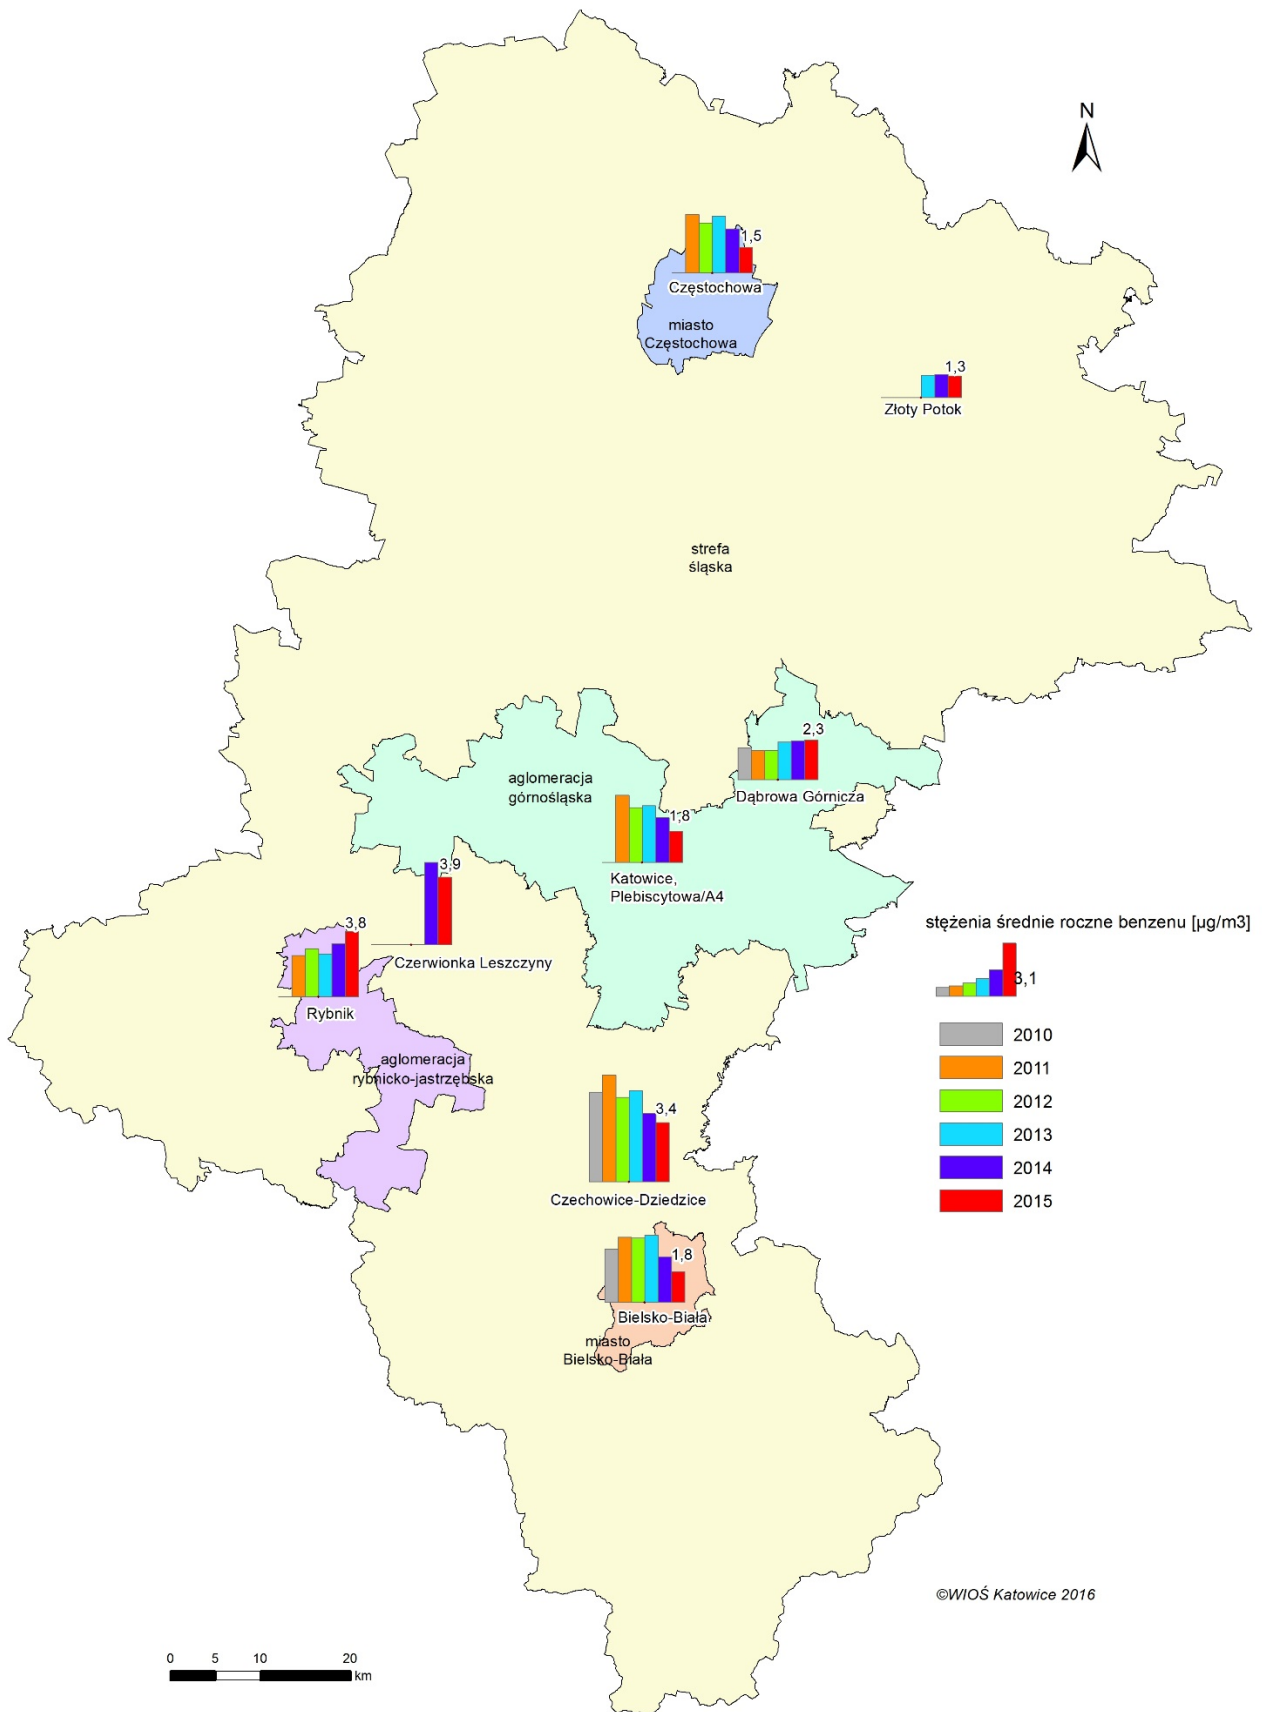 N
1,5
Częstochowa
miasto
Częstochowa
1,3
Złoty Potok
strefa
śląska
2,3
Dąbrowa Górnicza
aglomeracja
górnośląska
1,8
Katowice,
Plebiscytowa/A4
3,9
Czerwionka Leszczyny
3,8
Rybnik
aglomeracja
rybnicko-jastrzębska
stężenia średnie roczne benzenu [µg/m3]
3,1
2010
2011
2012
2013
2014
2015
3,4
Czechowice-Dziedzice
1,8
Bielsko-Biała
miasto
Bielsko-Biała
©WIOŚ Katowice 2016
0 5 10 20
km